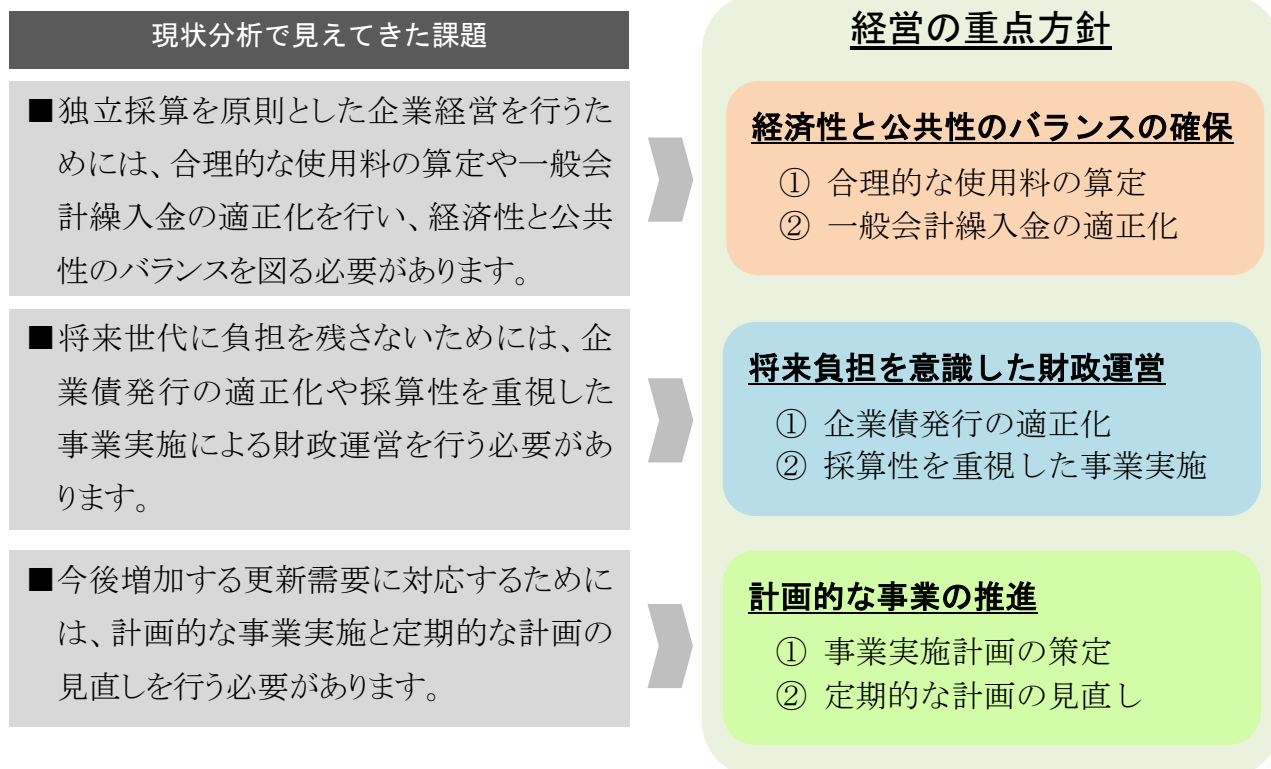 現状分析で見えてきた課題
■独立採算を原則とした企業経営を行うた
めには、合理的な使用料の算定や一般会
計繰入金の適正化を行い、経済性と公共
性のバランスを図る必要があります。
■将来世代に負担を残さないためには、企
業債発行の適正化や採算性を重視した
事業実施による財政運営を行う必要があ
ります。
■今後増加する更新需要に対応するために
は、計画的な事業実施と定期的な計画の
見直しを行う必要があります。
経営の重点方針
経済性と公共性のバランスの確保
① 合理的な使用料の算定
② 一般会計繰入金の適正化
将来負担を意識した財政運営
① 企業債発行の適正化
② 採算性を重視した事業実施
計画的な事業の推進
① 事業実施計画の策定
② 定期的な計画の見直し